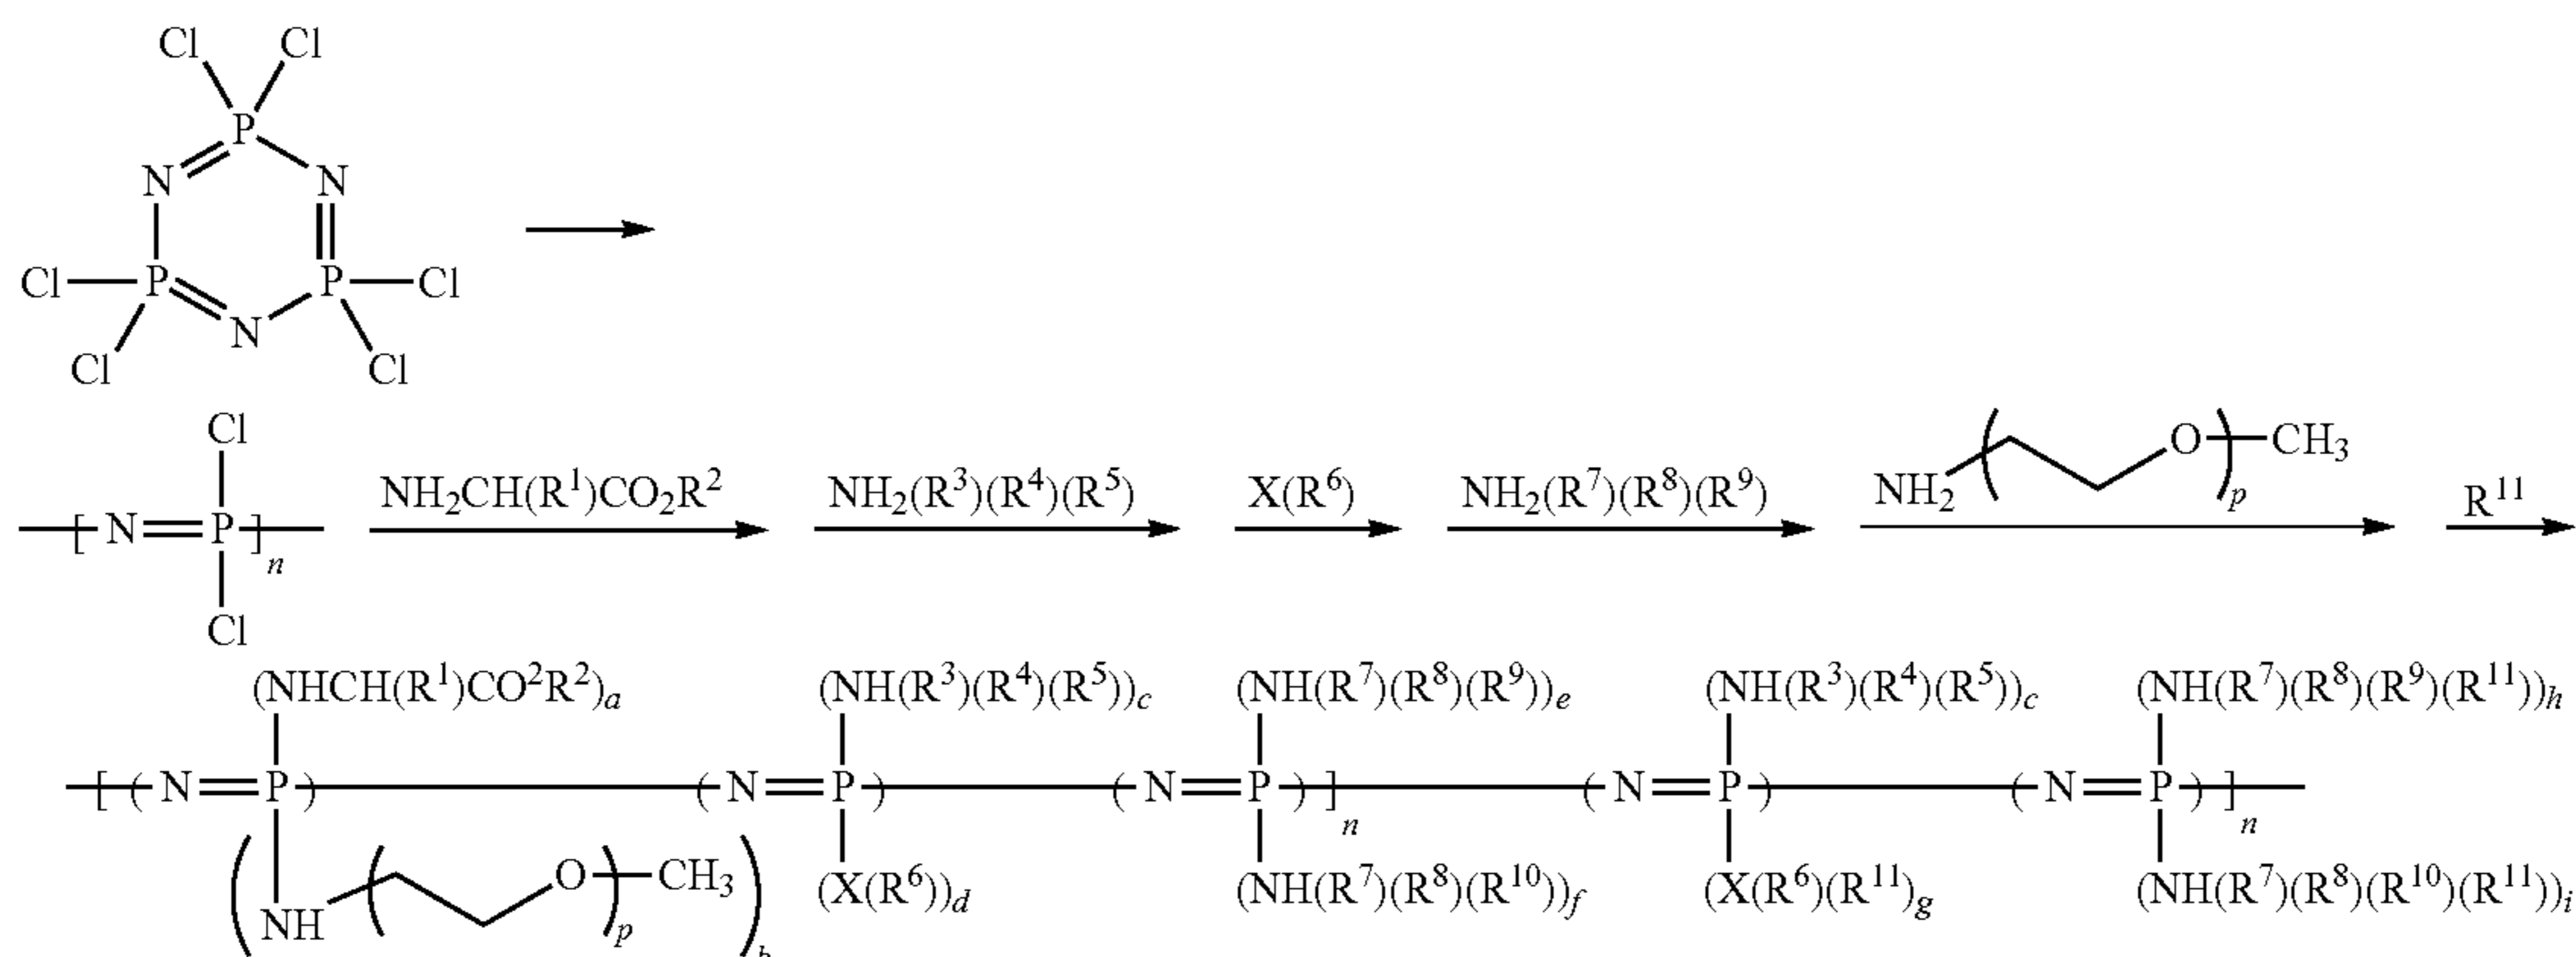 Cl Cl
P
N N
Cl P P Cl
N
Cl Cl
Cl
NH₂CH(R¹)CO₂R² NH₂(R³)(R⁴)(R⁵) X(R⁶) NH₂(R⁷)(R⁸)(R⁹) NH₂ ( O )p CH₃ R¹¹
[ N P ]n
Cl
(NHCH(R¹)CO²R²)a (NH(R³)(R⁴)(R⁵))c (NH(R⁷)(R⁸)(R⁹))e (NH(R³)(R⁴)(R⁵))c (NH(R⁷)(R⁸)(R⁹)(R¹¹))h
[ ( N P ) ( N P ) ( N P ) ]n ( N P ) ( N P ) ]n
( NH ( O )p CH₃ ) (X(R⁶))d (NH(R⁷)(R⁸)(R¹⁰))f (X(R⁶)(R¹¹)g (NH(R⁷)(R⁸)(R¹⁰)(R¹¹))i